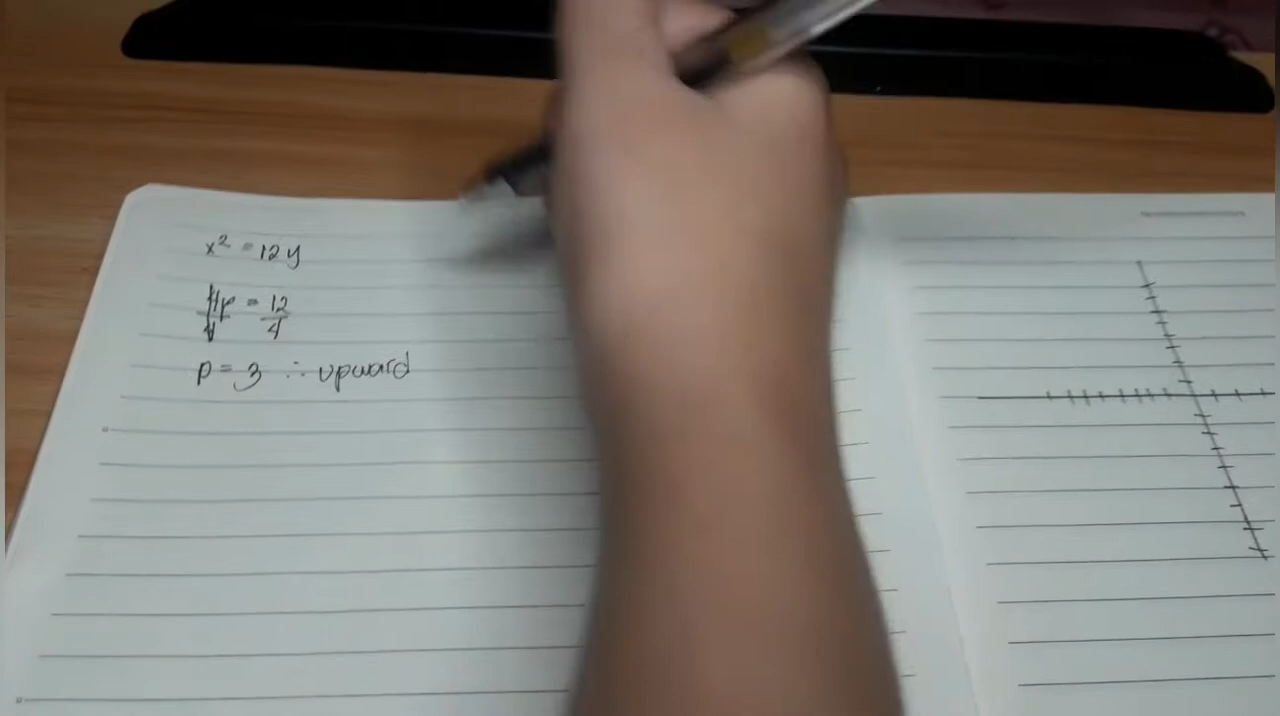 x² = 12y
4p = 12
4
p = 3 ∴ upward